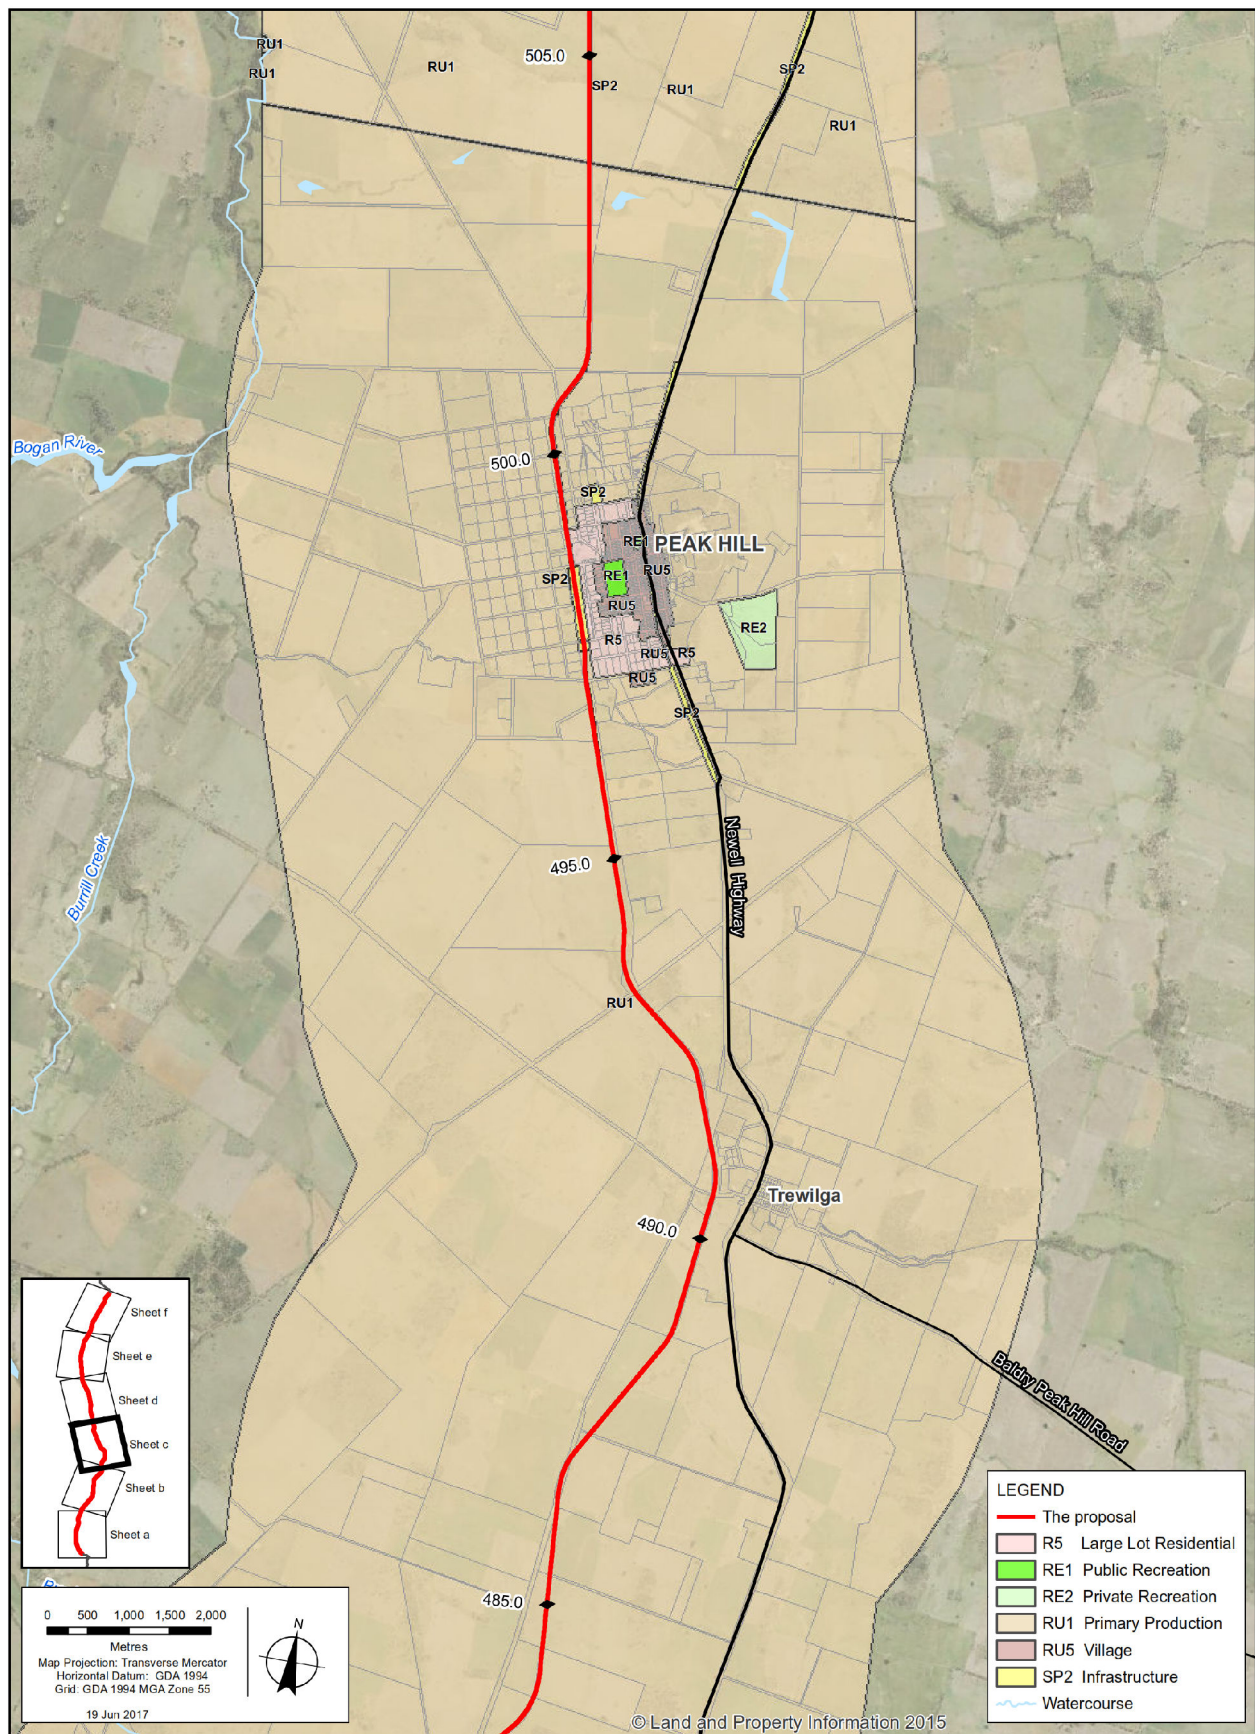 RU1
RU1
RU1
505.0
SP2
RU1
SP2
RU1
Bogan River
500.0
SP2
RE1
PEAK HILL
SP2
RE1
RU5
RU5
RE2
R5
RU5
R5
RU5
SP2
Newell Highway
495.0
Burrill Creek
RU1
Trewilga
490.0
Baldry Peak Hill Road
485.0
Sheet f
Sheet e
Sheet d
Sheet c
Sheet b
Sheet a
0 500 1,000 1,500 2,000
Metres
Map Projection: Transverse Mercator
Horizontal Datum: GDA 1994
Grid: GDA 1994 MGA Zone 55
19 Jun 2017
N
LEGEND
The proposal
R5 Large Lot Residential
RE1 Public Recreation
RE2 Private Recreation
RU1 Primary Production
RU5 Village
SP2 Infrastructure
Watercourse
© Land and Property Information 2015